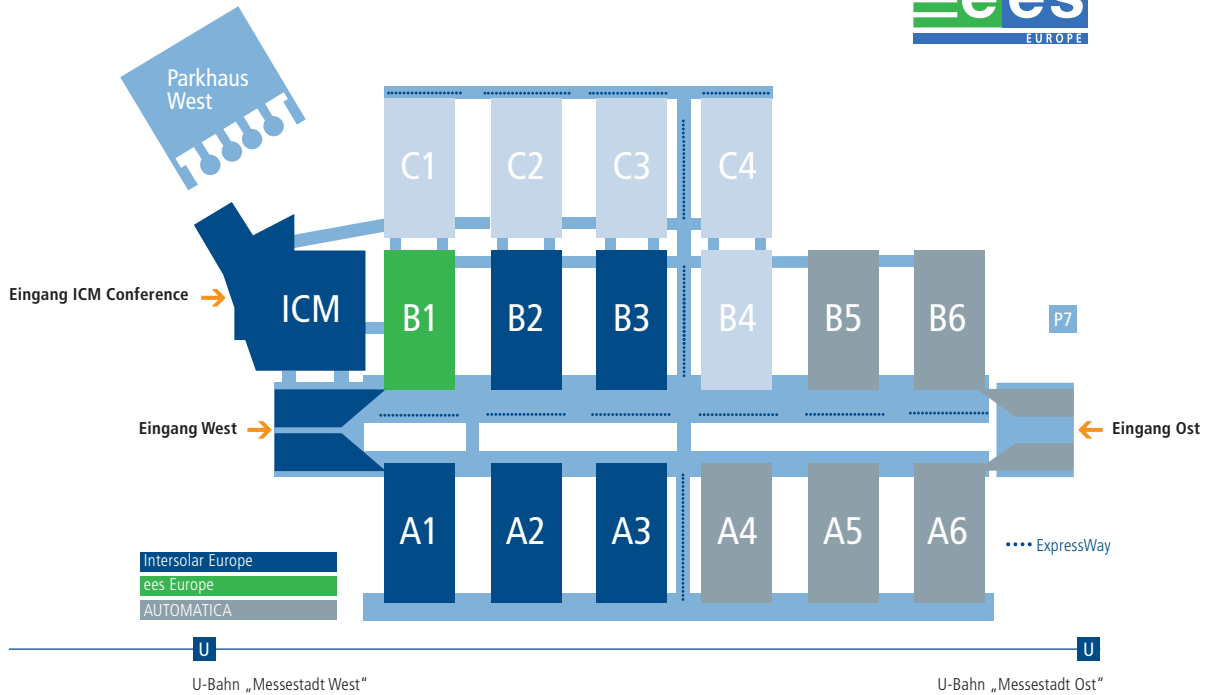 ees
EUROPE
Parkhaus
West
C1
C2
C3
C4
Eingang ICM Conference
ICM
B1
B2
B3
B4
B5
B6
P7
Eingang West
Eingang Ost
A1
A2
A3
A4
A5
A6
ExpressWay
Intersolar Europe
ees Europe
AUTOMATICA
U
U
U-Bahn „Messestadt West“
U-Bahn „Messestadt Ost“